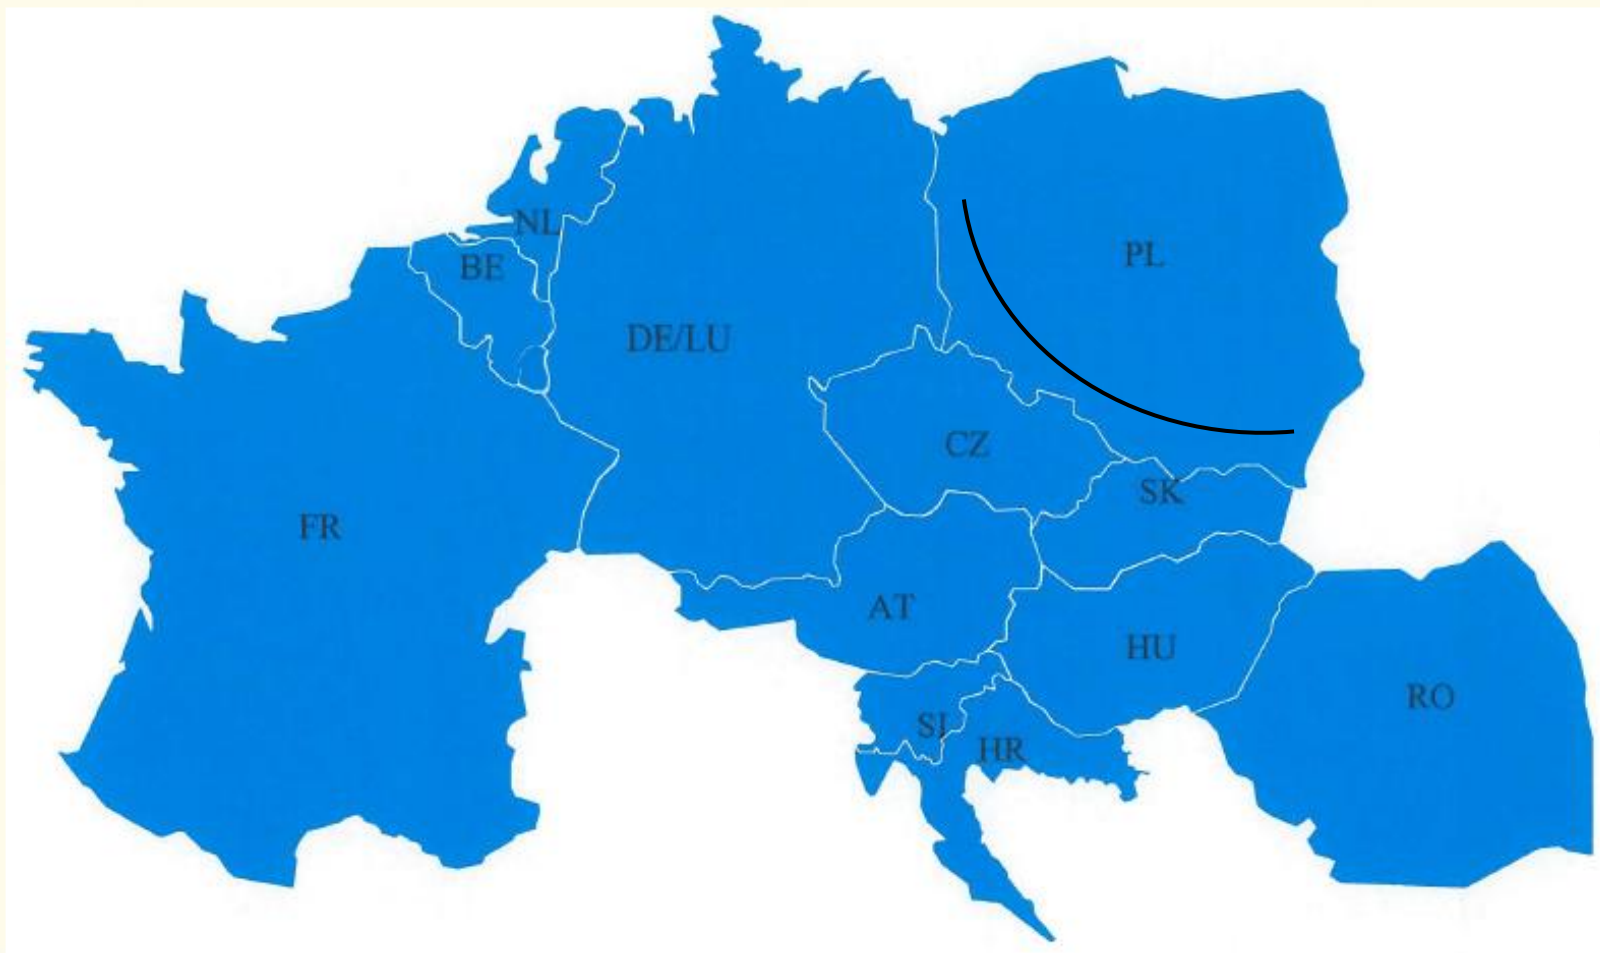 NL
PL
BE
DE/LU
CZ
SK
FR
AT
HU
RO
SI
HR